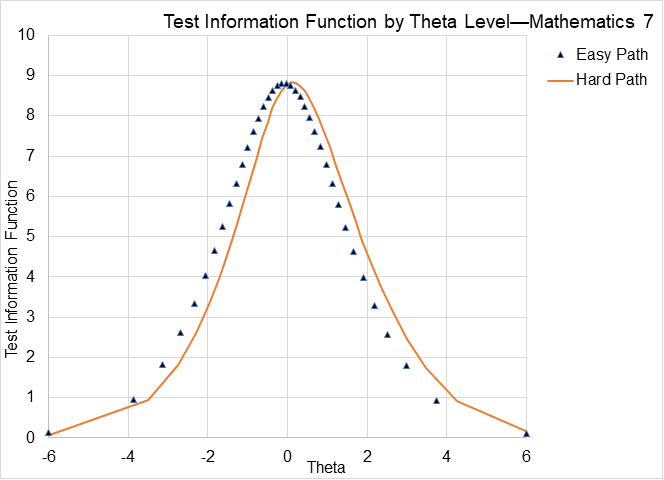 Test Information Function by Theta Level—Mathematics 7
Easy Path
Hard Path
Test Information Function
10
9
8
7
6
5
4
3
2
1
0
-6 -4 -2 0 2 4 6
Theta